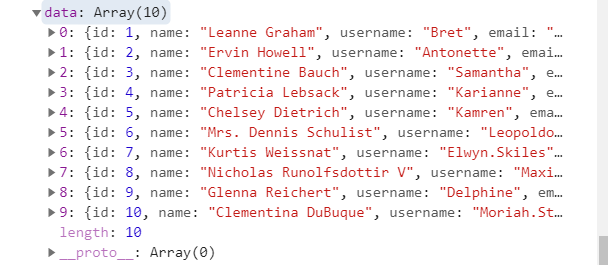 data: Array(10)
0: {id: 1, name: "Leanne Graham", username: "Bret", email: "…
1: {id: 2, name: "Ervin Howell", username: "Antonette", emai…
2: {id: 3, name: "Clementine Bauch", username: "Samantha", e…
3: {id: 4, name: "Patricia Lebsack", username: "Karianne", e…
4: {id: 5, name: "Chelsey Dietrich", username: "Kamren", ema…
5: {id: 6, name: "Mrs. Dennis Schulist", username: "Leopoldo…
6: {id: 7, name: "Kurtis Weissnat", username: "Elwyn.Skiles"…
7: {id: 8, name: "Nicholas Runolfsdottir V", username: "Maxi…
8: {id: 9, name: "Glenna Reichert", username: "Delphine", em…
9: {id: 10, name: "Clementina DuBuque", username: "Moriah.St…
length: 10
__proto__: Array(0)